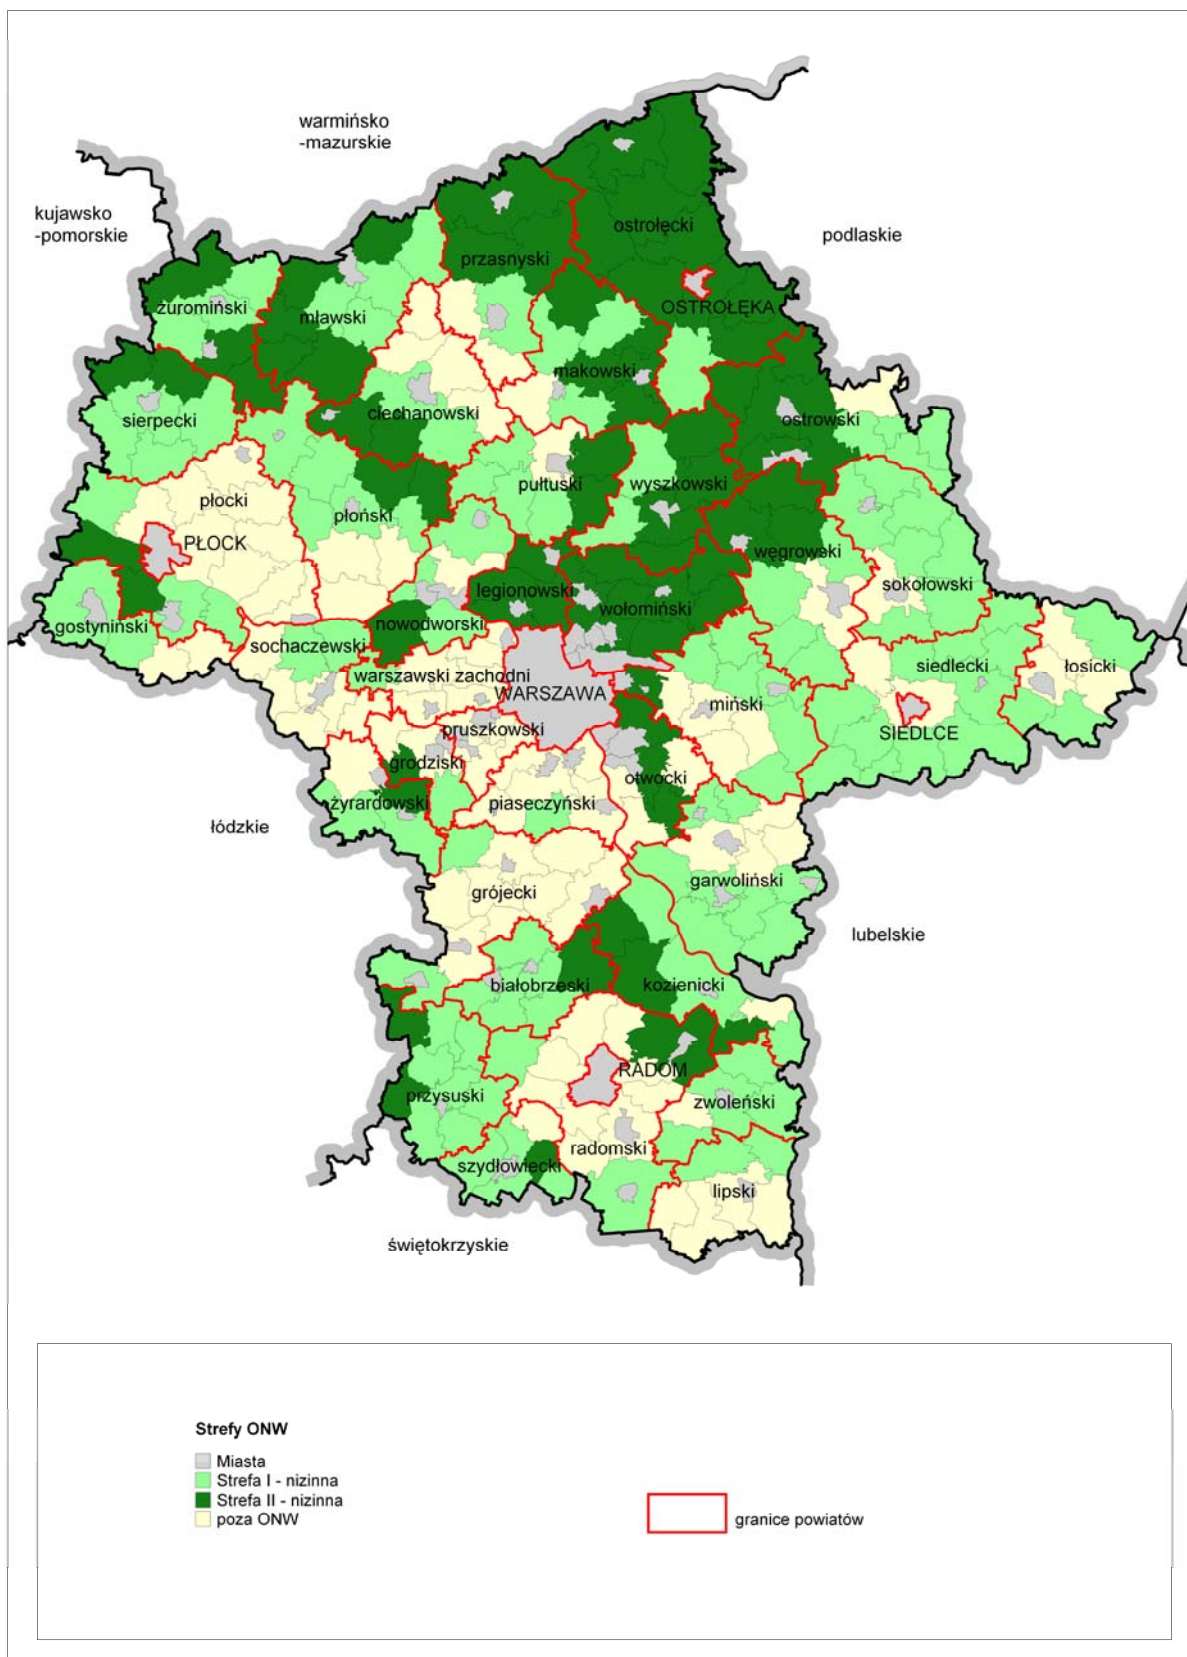 warmińsko
-mazurskie
kujawsko
-pomorskie
podlaskie
ostrołęcki
przasnyski
OSTROŁĘKA
żuromiński
mławski
makowski
ciechanowski
sierpecki
ostrowski
płocki
pułtuski
wyszkowski
płoński
PŁOCK
węgrowski
sokołowski
legionowski
wołomiński
gostyniński
nowodworski
sochaczewski
siedlecki
łosicki
warszawski zachodni
WARSZAWA
miński
SIEDLCE
pruszkowski
grodziski
otwocki
żyrardowski
piaseczyński
łódzkie
grójecki
garwoliński
lubelskie
białobrzeski
kozienicki
RADOM
przysuski
zwoleński
radomski
szydłowiecki
lipski
świętokrzyskie
Strefy ONW
Miasta
Strefa I - nizinna
Strefa II - nizinna
poza ONW
granice powiatów